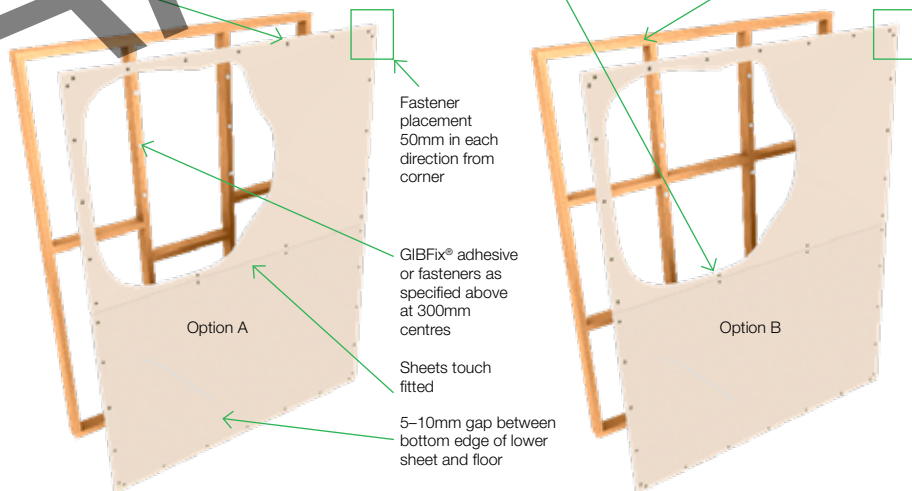 Fastener
placement
50mm in each
direction from
corner
GIBFix® adhesive
or fasteners as
specified above
at 300mm
centres
Option A
Option B
Sheets touch
fitted
5–10mm gap between
bottom edge of lower
sheet and floor